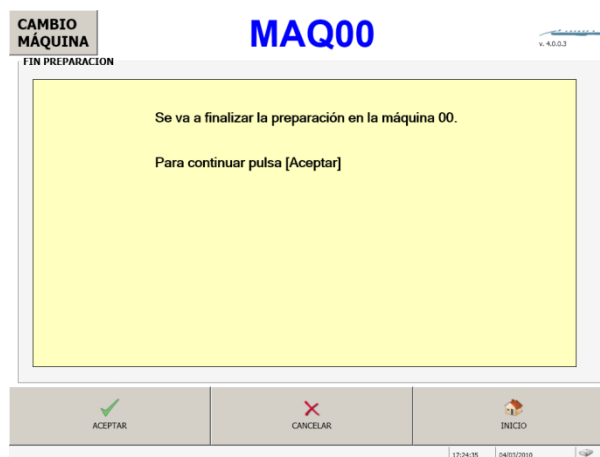 CAMBIO
MÁQUINA
MAQ00
v. 4.0.0.3
FIN PREPARACION
Se va a finalizar la preparación en la máquina 00.
Para continuar pulsa [Aceptar]
ACEPTAR
CANCELAR
INICIO
17:24:35
04/03/2010